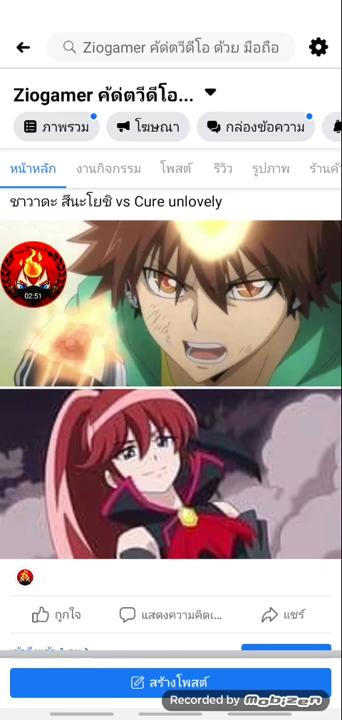 Ziogamer คัด่ตวีดีโอ ด้วย มือถือ
Ziogamer คัด่ตวีดีโอ...
ภาพรวม
โฆษณา
กล่องข้อความ
หน้าหลัก งานกิจกรรม โพสต์ รีวิว รูปภาพ ร้านค้า
ซาวาดะ สึนะโยชิ vs Cure unlovely
02:51
ถูกใจ
แสดงความคิดเ...
แชร์
สร้างโพสต์
Recorded by MOBIZEN